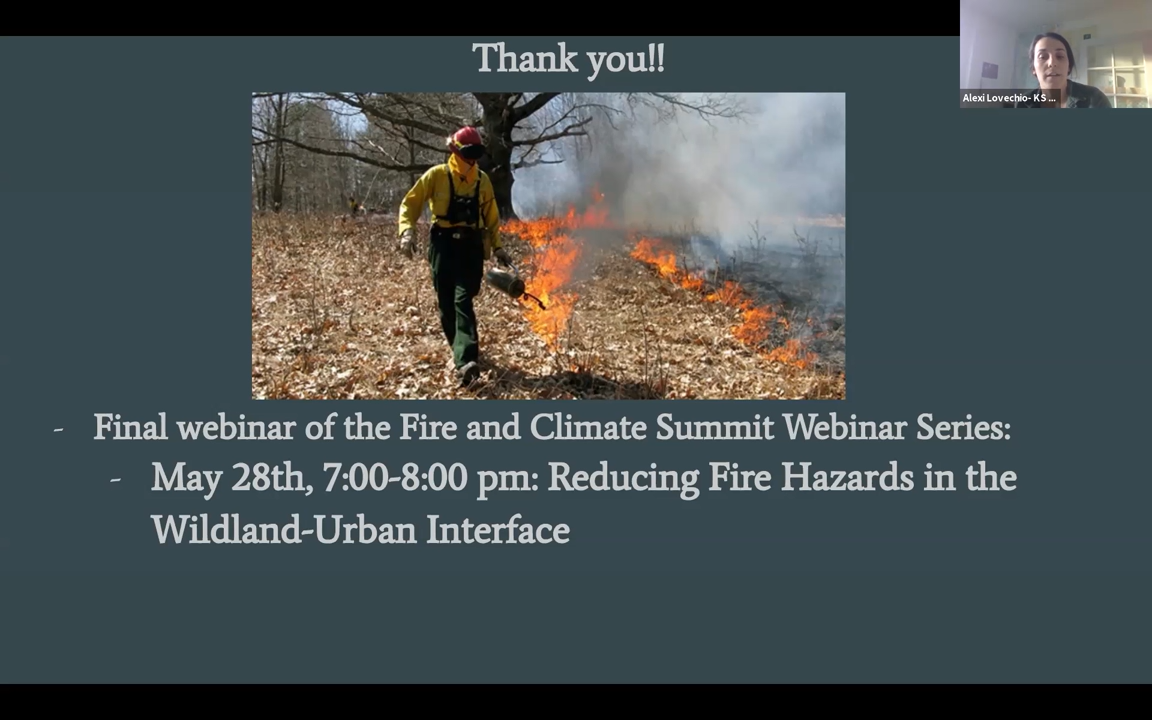 Thank you!!
Alexi Lovechio- KS ...
- Final webinar of the Fire and Climate Summit Webinar Series:
- May 28th, 7:00-8:00 pm: Reducing Fire Hazards in the
Wildland-Urban Interface